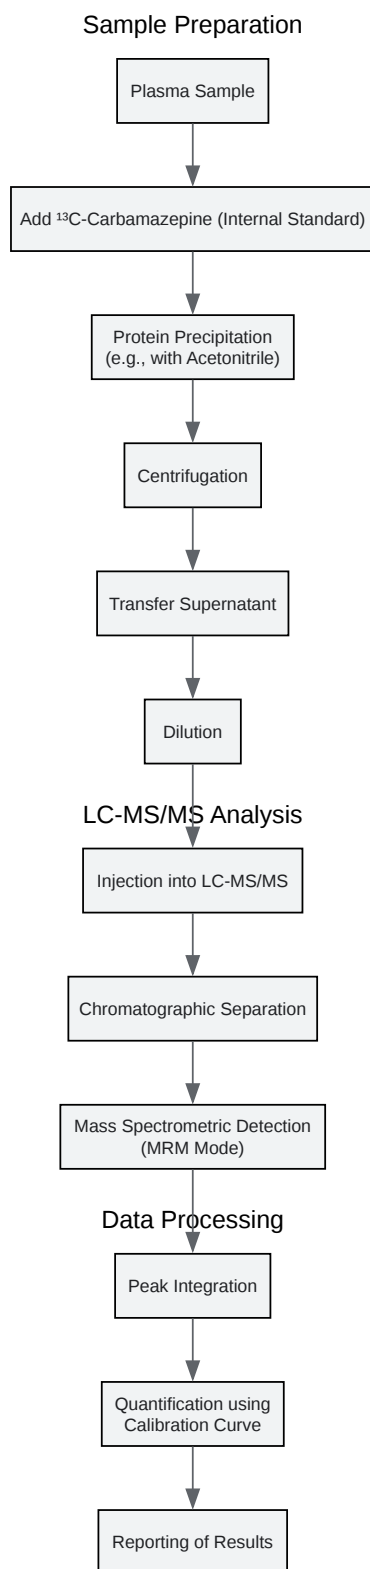 Sample Preparation
Plasma Sample
Add ¹³C-Carbamazepine (Internal Standard)
Protein Precipitation
(e.g., with Acetonitrile)
Centrifugation
Transfer Supernatant
Dilution
LC-MS/MS Analysis
Injection into LC-MS/MS
Chromatographic Separation
Mass Spectrometric Detection
(MRM Mode)
Data Processing
Peak Integration
Quantification using
Calibration Curve
Reporting of Results